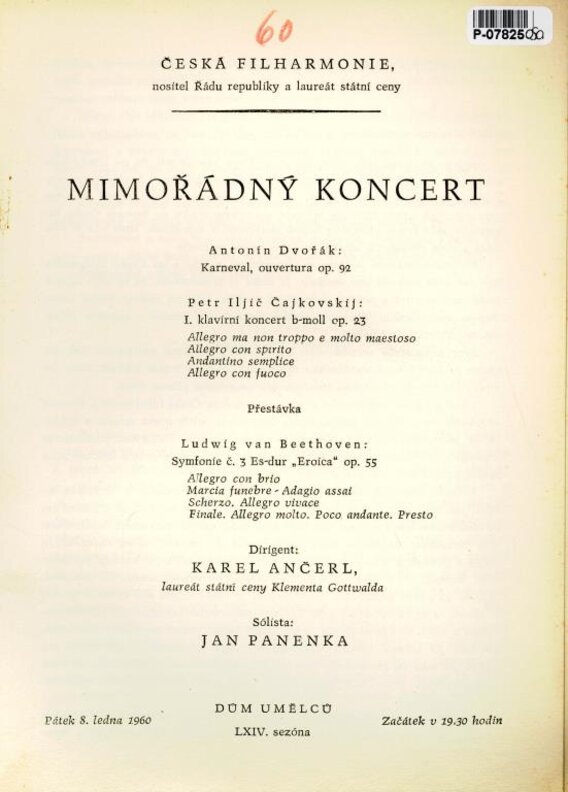 60
P-07825
ČESKÁ FILHARMONIE,
nositel Řádu republiky a laureát státní ceny
MIMOŘÁDNÝ KONCERT
Antonín Dvořák:
Karneval, ouvertura op. 92
Petr Iljič Čajkovskij:
I. klavírní koncert b-moll op. 23
Allegro ma non troppo e molto maestoso
Allegro con spirito
Andantino semplice
Allegro con fuoco
Přestávka
Ludwig van Beethoven:
Symfonie č. 3 Es-dur „Eroica" op. 55
Allegro con brio
Marcia funebre - Adagio assai
Scherzo. Allegro vivace
Finale. Allegro molto. Poco andante. Presto
Dirigent:
KAREL ANČERL,
laureát státní ceny Klementa Gottwalda
Sólista:
JAN PANENKA
Pátek 8. ledna 1960
DŮM UMĚLCŮ
LXIV. sezóna
Začátek v 19.30 hodin